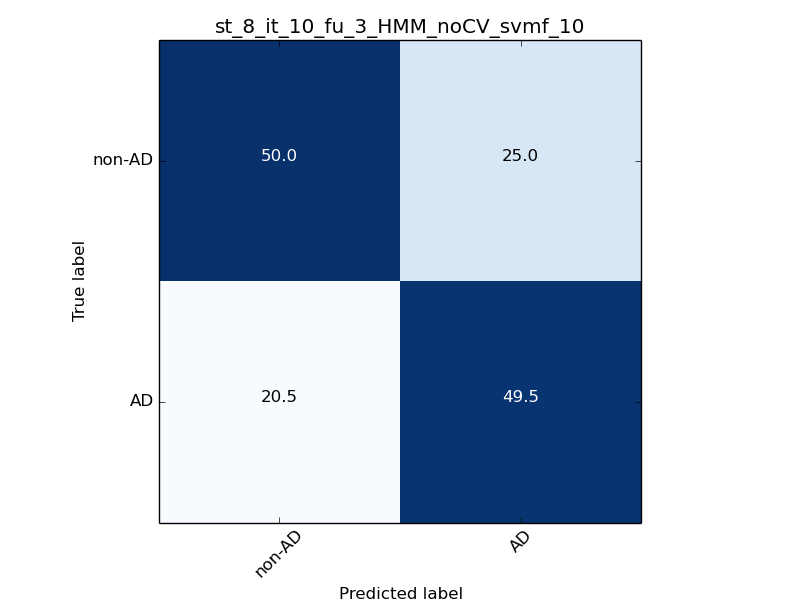 st_8_it_10_fu_3_HMM_noCV_svmf_10
non-AD
50.0
25.0
True label
AD
20.5
49.5
non-AD
AD
Predicted label